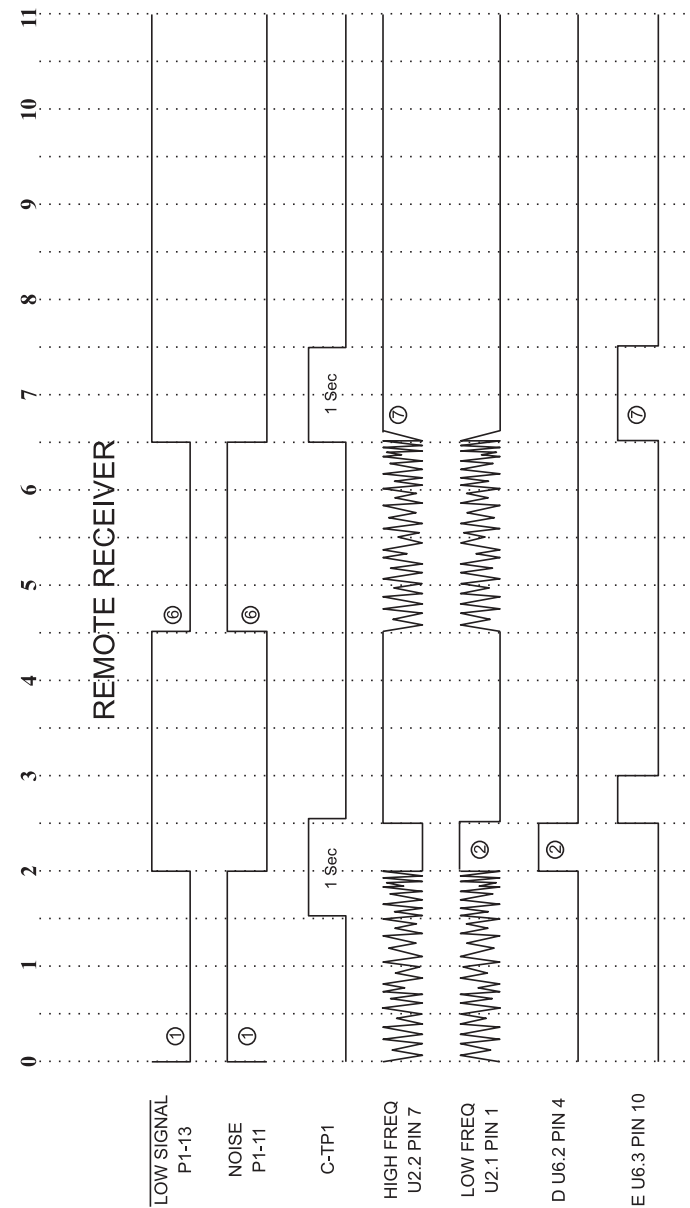 REMOTE RECEIVER
0 1 2 3 4 5 6 7 8 9 10 11
LOW SIGNAL
P1-13
① ⑥
NOISE
P1-11
① ⑥
C-TP1
1 Sec 1 Sec
HIGH FREQ
U2.2 PIN 7
⑦
LOW FREQ
U2.1 PIN 1
②
D U6.2 PIN 4
②
E U6.3 PIN 10
⑦